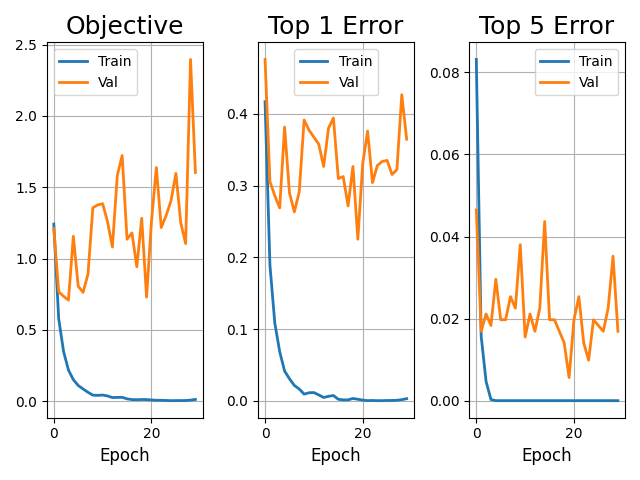 Objective
Train
Val
2.5
2.0
1.5
1.0
0.5
0.0
0
20
Epoch
Top 1 Error
Train
Val
0.4
0.3
0.2
0.1
0.0
0
20
Epoch
Top 5 Error
Train
Val
0.08
0.06
0.04
0.02
0.00
0
20
Epoch